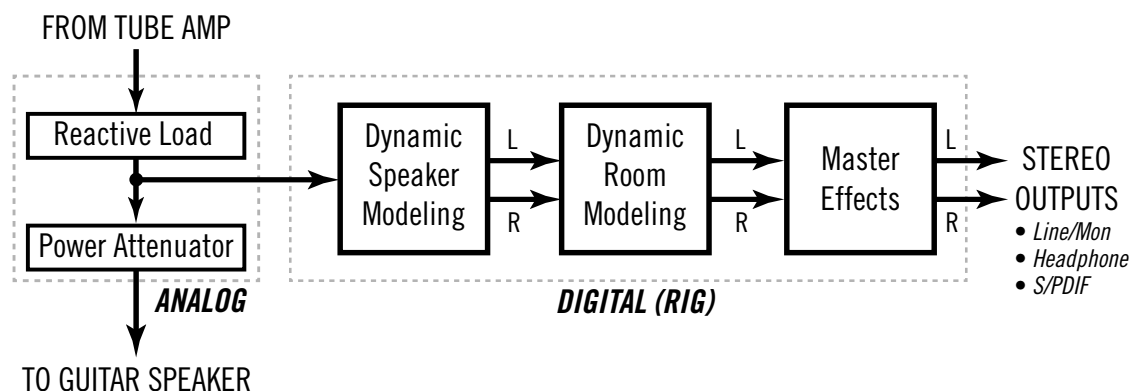 FROM TUBE AMP
Reactive Load
Power Attenuator
ANALOG
TO GUITAR SPEAKER
Dynamic
Speaker
Modeling
L
R
Dynamic
Room
Modeling
L
R
Master
Effects
L
R
DIGITAL (RIG)
STEREO
OUTPUTS
• Line/Mon
• Headphone
• S/PDIF